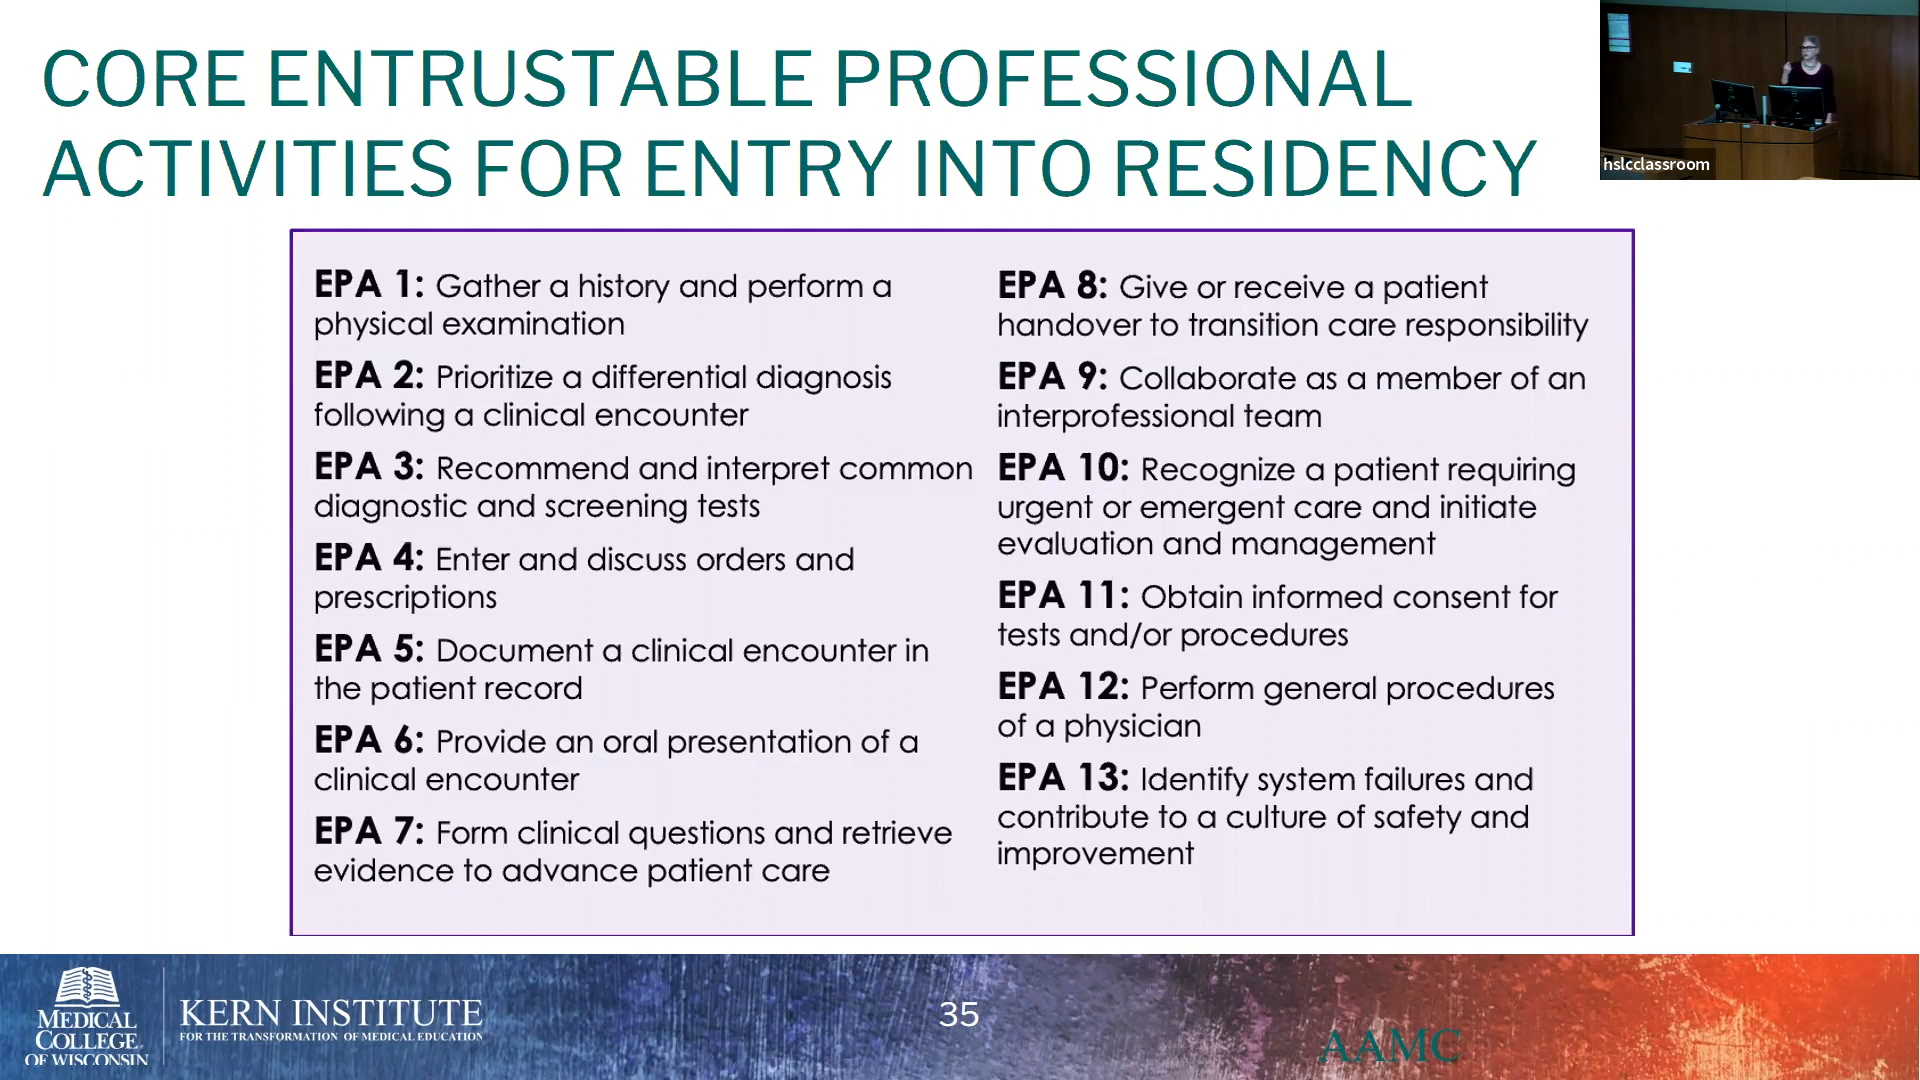 CORE ENTRUSTABLE PROFESSIONAL
ACTIVITIES FOR ENTRY INTO RESIDENCY
hslcclassroom
EPA 1: Gather a history and perform a
physical examination
EPA 2: Prioritize a differential diagnosis
following a clinical encounter
EPA 3: Recommend and interpret common
diagnostic and screening tests
EPA 4: Enter and discuss orders and
prescriptions
EPA 5: Document a clinical encounter in
the patient record
EPA 6: Provide an oral presentation of a
clinical encounter
EPA 7: Form clinical questions and retrieve
evidence to advance patient care
EPA 8: Give or receive a patient
handover to transition care responsibility
EPA 9: Collaborate as a member of an
interprofessional team
EPA 10: Recognize a patient requiring
urgent or emergent care and initiate
evaluation and management
EPA 11: Obtain informed consent for
tests and/or procedures
EPA 12: Perform general procedures
of a physician
EPA 13: Identify system failures and
contribute to a culture of safety and
improvement
MEDICAL
COLLEGE
OF WISCONSIN
KERN INSTITUTE
FOR THE TRANSFORMATION OF MEDICAL EDUCATION
35
AAMC